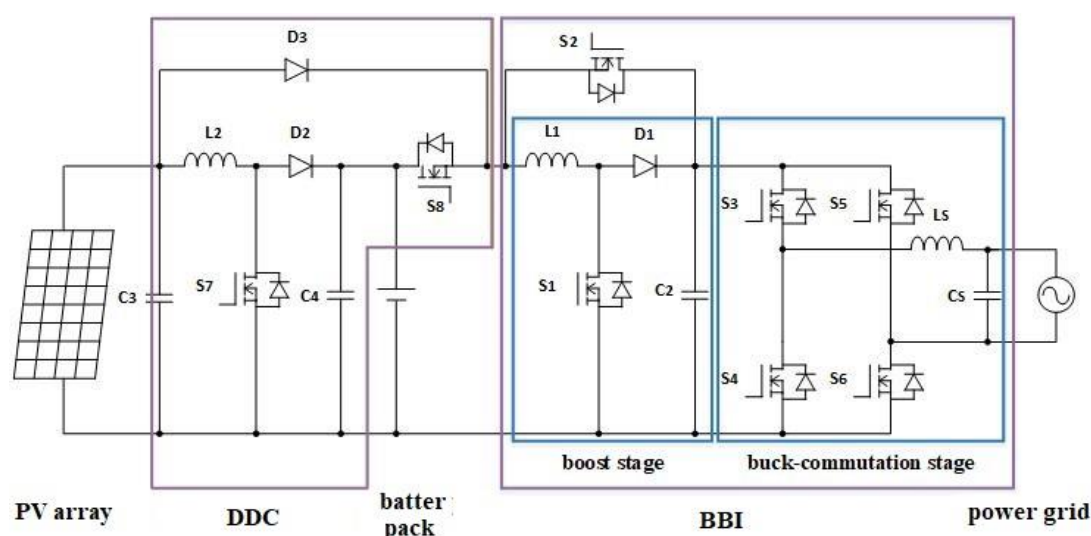 D3
S2
L2
D2
L1
D1
S8
S3
S5
Ls
C3
S7
C4
S1
C2
Cs
S4
S6
boost stage
buck-commutation stage
PV array
DDC
batter
pack
BBI
power grid